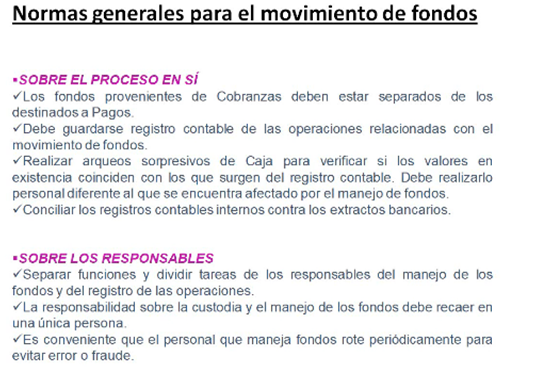 Normas generales para el movimiento de fondos
▪SOBRE EL PROCESO EN SÍ
✓Los fondos provenientes de Cobranzas deben estar separados de los
destinados a Pagos.
✓Debe guardarse registro contable de las operaciones relacionadas con el
movimiento de fondos.
✓Realizar arqueos sorpresivos de Caja para verificar si los valores en
existencia coinciden con los que surgen del registro contable. Debe realizarlo
personal diferente al que se encuentra afectado por el manejo de fondos.
✓Conciliar los registros contables internos contra los extractos bancarios.
▪SOBRE LOS RESPONSABLES
✓Separar funciones y dividir tareas de los responsables del manejo de los
fondos y del registro de las operaciones.
✓La responsabilidad sobre la custodia y el manejo de los fondos debe recaer en
una única persona.
✓Es conveniente que el personal que maneja fondos rote periódicamente para
evitar error o fraude.